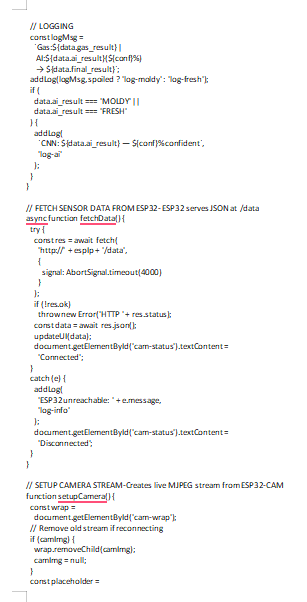 // LOGGING
const logMsg =
`Gas:${data.gas_result} |
AI:${data.ai_result}(${conf}%)
→ ${data.final_result}`;
addLog(logMsg, spoiled ? 'log-moldy' : 'log-fresh');
if (
data.ai_result === 'MOLDY' ||
data.ai_result === 'FRESH'
) {
addLog(
`CNN: ${data.ai_result} — ${conf}% confident`,
'log-ai'
);
}
}
// FETCH SENSOR DATA FROM ESP32-ESP32 serves JSON at /data
async function fetchData() {
try {
const res = await fetch(
'http://' + espIp + '/data',
{
signal: AbortSignal.timeout(4000)
}
);
if (!res.ok)
throw new Error('HTTP ' + res.status);
const data = await res.json();
updateUI(data);
document.getElementById('cam-status').textContent =
'Connected';
}
catch (e) {
addLog(
'ESP32 unreachable: ' + e.message,
'log-info'
);
document.getElementById('cam-status').textContent =
'Disconnected';
}
}
// SETUP CAMERA STREAM-Creates live MJPEG stream from ESP32-CAM
function setupCamera() {
const wrap =
document.getElementById('cam-wrap');
// Remove old stream if reconnecting
if (camImg) {
wrap.removeChild(camImg);
camImg = null;
}
const placeholder =